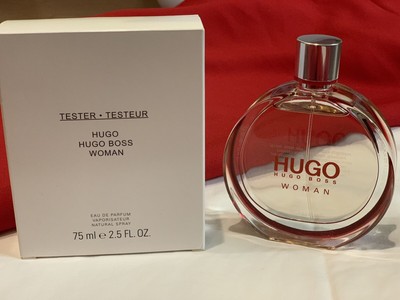 TESTER • TESTEUR
HUGO
HUGO BOSS
WOMAN
EAU DE PARFUM
VAPORISATEUR
NATURAL SPRAY
75 ml ℮ 2.5 FL. OZ.
HUGO
HUGO BOSS
WOMAN